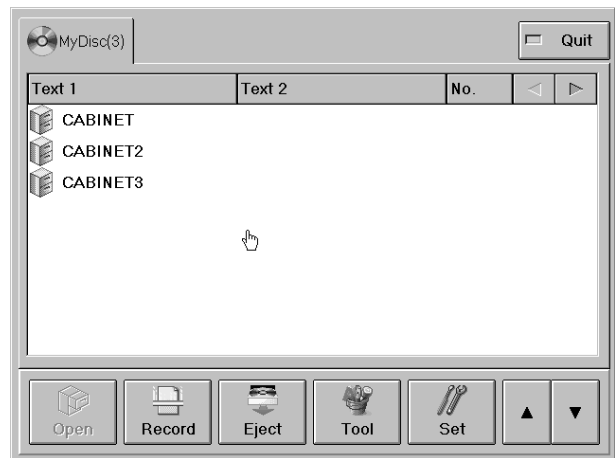 MyDisc(3)
Quit
Text 1 Text 2 No.
CABINET
CABINET2
CABINET3
Open Record Eject Tool Set